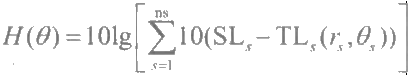 H(θ) = 10lg[∑_{s=1}^{ns} 10(SL_s − TL_s(r_s, θ_s))]